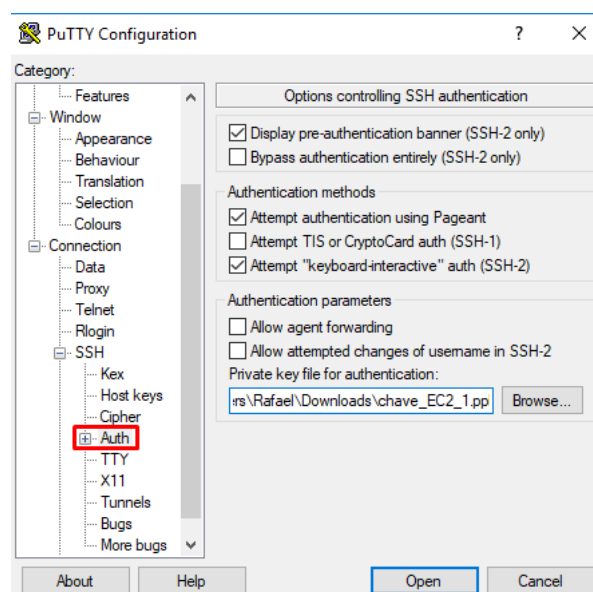 PuTTY Configuration ? ×
Category:
Features
Window
Appearance
Behaviour
Translation
Selection
Colours
Connection
Data
Proxy
Telnet
Rlogin
SSH
Kex
Host keys
Cipher
Auth
TTY
X11
Tunnels
Bugs
More bugs
Options controlling SSH authentication
Display pre-authentication banner (SSH-2 only)
Bypass authentication entirely (SSH-2 only)
Authentication methods
Attempt authentication using Pageant
Attempt TIS or CryptoCard auth (SSH-1)
Attempt "keyboard-interactive" auth (SSH-2)
Authentication parameters
Allow agent forwarding
Allow attempted changes of username in SSH-2
Private key file for authentication:
rs\Rafael\Downloads\chave_EC2_1.pp Browse...
About Help Open Cancel